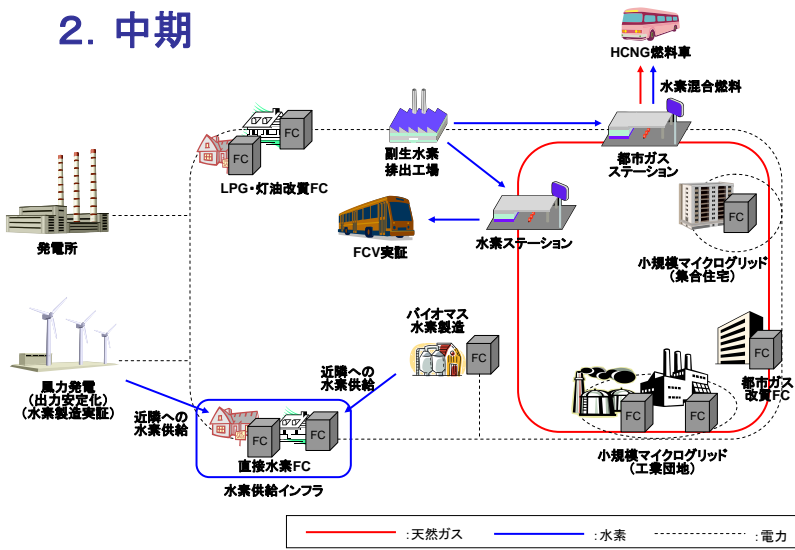 2. 中期
HCNG燃料車
水素混合燃料
FC
FC
LPG・灯油改質FC
副生水素
排出工場
都市ガス
ステーション
発電所
FCV実証
水素ステーション
FC
小規模マイクログリッド
(集合住宅)
バイオマス
水素製造
FC
近隣への
水素供給
FC
都市ガス
改質FC
風力発電
(出力安定化)
(水素製造実証)
近隣への
水素供給
FC
FC
直接水素FC
水素供給インフラ
FC
FC
小規模マイクログリッド
(工業団地)
:天然ガス
:水素
:電力